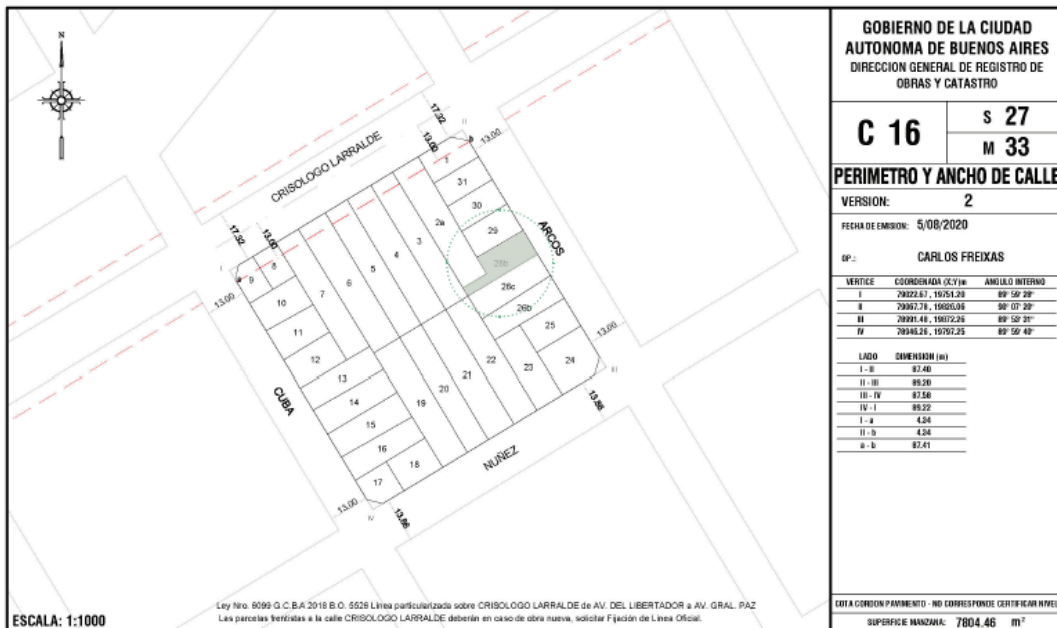 N
17.32
II
13.00
13.00
CRISOLOGO LARRALDE
1
31
30
2a
29
ARCOS
3
28b
4
28c
5
26b
17.32
13.00
I
8
9
6
25
7
10
13.00
13.00
11
22
24
12
23
III
21
13
20
CUBA
14
19
13.86
15
NUÑEZ
16
18
17
13.00
IV
13.86
ESCALA: 1:1000
Ley Nro. 6099 G.C.B.A 2018 B.O. 5526 Línea particularizada sobre CRISOLOGO LARRALDE de AV. DEL LIBERTADOR a AV. GRAL. PAZ
Las parcelas frentistas a la calle CRISOLOGO LARRALDE deberán en caso de obra nueva, solicitar Fijación de Línea Oficial.
GOBIERNO DE LA CIUDAD
AUTONOMA DE BUENOS AIRES
DIRECCION GENERAL DE REGISTRO DE
OBRAS Y CATASTRO
C 16
S 27
M 33
PERIMETRO Y ANCHO DE CALLE
VERSION: 2
FECHA DE EMISION: 5/08/2020
OP.: CARLOS FREIXAS
VERTICE COORDENADA (X;Y)m ANGULO INTERNO
I
II
III
IV
LADO DIMENSION (m)
I - II 87.40
II - III 89.20
III - IV 87.58
IV - I 89.22
I - a 4.24
II - b 4.24
a - b 87.41
COTA CORDON PAVIMENTO - NO CORRESPONDE CERTIFICAR NIVEL
SUPERFICIE MANZANA: 7804.46 m²